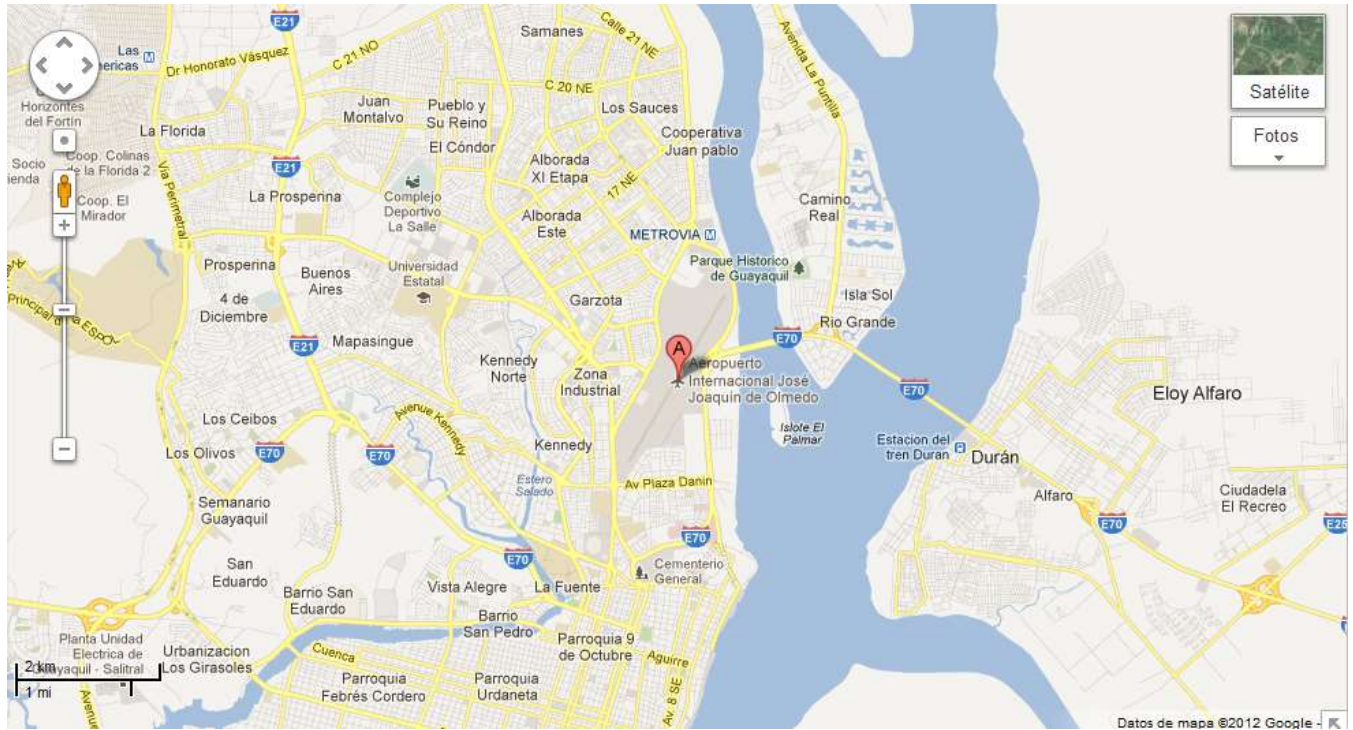 E21
Samanes
Calle 21 NE
Avenida La Puntilla
Las
Dr Honorato Vásquez
C 21 NO
Satélite
C 20 NE
Horizontes
del Fortín
Juan
Montalvo
Pueblo y
Su Reino
Los Sauces
La Florida
El Cóndor
Cooperativa
Juan pablo
Fotos
Socio
Coop. Colinas
de la Florida 2
E21
Alborada
XI Etapa
17 NE
Via Perimetral
Coop. El
Mirador
La Prosperina
Complejo
Deportivo
La Salle
Alborada
Este
Camino
Real
METROVIA M
Prosperina
Buenos
Aires
Universidad
Estatal
Parque Historico
de Guayaquil
4 de
Diciembre
Garzota
Isla Sol
Principal
ESPOL
E21
Mapasingue
Rio Grande
E70
Kennedy
Norte
Zona
Industrial
A
Aeropuerto
Internacional José
Joaquín de Olmedo
E70
Eloy Alfaro
Los Ceibos
Avenue Kennedy
Islote El
Palmar
E70
Los Olivos
E70
Kennedy
Estacion del
tren Duran
Durán
Estero
Salado
Av Plaza Danin
Semanario
Guayaquil
Alfaro
Ciudadela
El Recreo
E70
E25
E70
E70
San
Eduardo
Cementerio
General
Barrio San
Eduardo
Vista Alegre
La Fuente
Barrio
San Pedro
Planta Unidad
Electrica de
Guayaquil - Salitral
Urbanizacion
Los Girasoles
Parroquia 9
de Octubre
Cuenca
Aguirre
2 km
1 mi
Parroquia
Febrés Cordero
Parroquia
Urdaneta
Av. 8 SE
Avenue
Datos de mapa ©2012 Google -